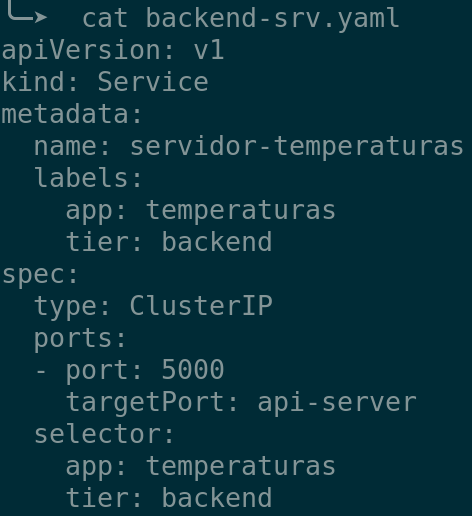 ➤  cat backend-srv.yaml
apiVersion: v1
kind: Service
metadata:
  name: servidor-temperaturas
  labels:
    app: temperaturas
    tier: backend
spec:
  type: ClusterIP
  ports:
  - port: 5000
    targetPort: api-server
  selector:
    app: temperaturas
    tier: backend